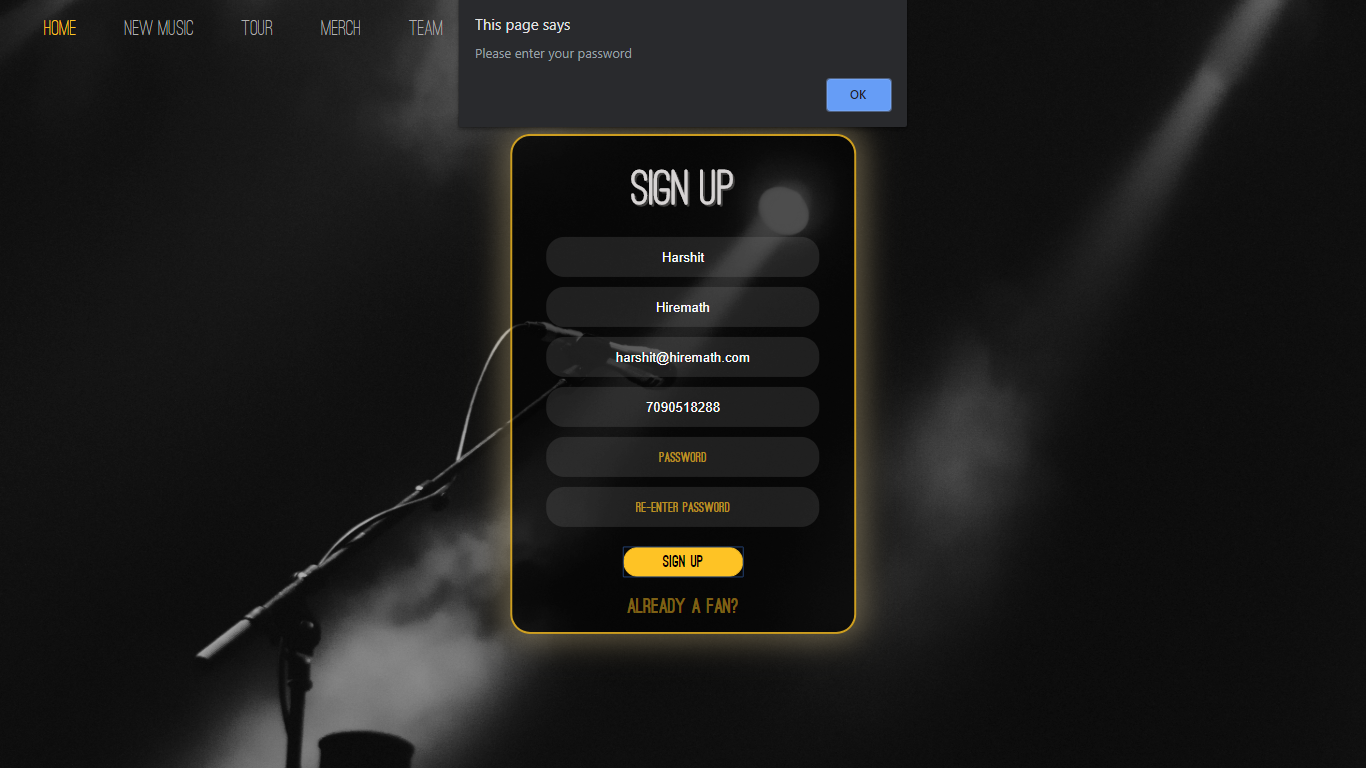 HOME NEW MUSIC TOUR MERCH TEAM
This page says
Please enter your password
OK
SIGN UP
Harshit
Hiremath
harshit@hiremath.com
7090518288
PASSWORD
RE-ENTER PASSWORD
SIGN UP
ALREADY A FAN?